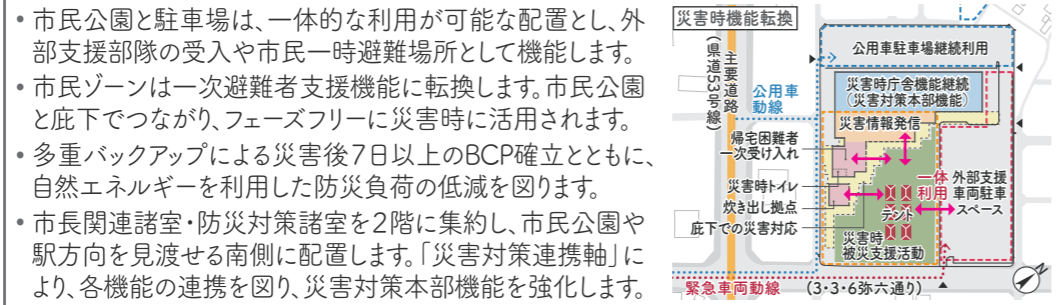 • 市民公園と駐車場は、一体的な利用が可能な配置とし、外
部支援部隊の受入や市民一時避難場所として機能します。
• 市民ゾーンは一次避難者支援機能に転換します。市民公園
と庇下でつながり、フェーズフリーに災害時に活用されます。
• 多重バックアップによる災害後7日以上のBCP確立とともに、
自然エネルギーを利用した防災負荷の低減を図ります。
• 市長関連諸室・防災対策諸室を2階に集約し、市民公園や
駅方向を見渡せる南側に配置します。「災害対策連携軸」に
より、各機能の連携を図り、災害対策本部機能を強化します。
災害時機能転換
主要道路
(県道53号線)
公用車駐車場継続利用
公用車
動線
災害時庁舎機能継続
(災害対策本部機能)
災害情報発信
帰宅困難者
一次受け入れ
災害時トイレ
炊き出し拠点
庇下での災害対応
テント
一体
利用
外部支援
車両駐車
スペース
災害時
被災支援活動
緊急車両動線
(3・3・6弥六通り)